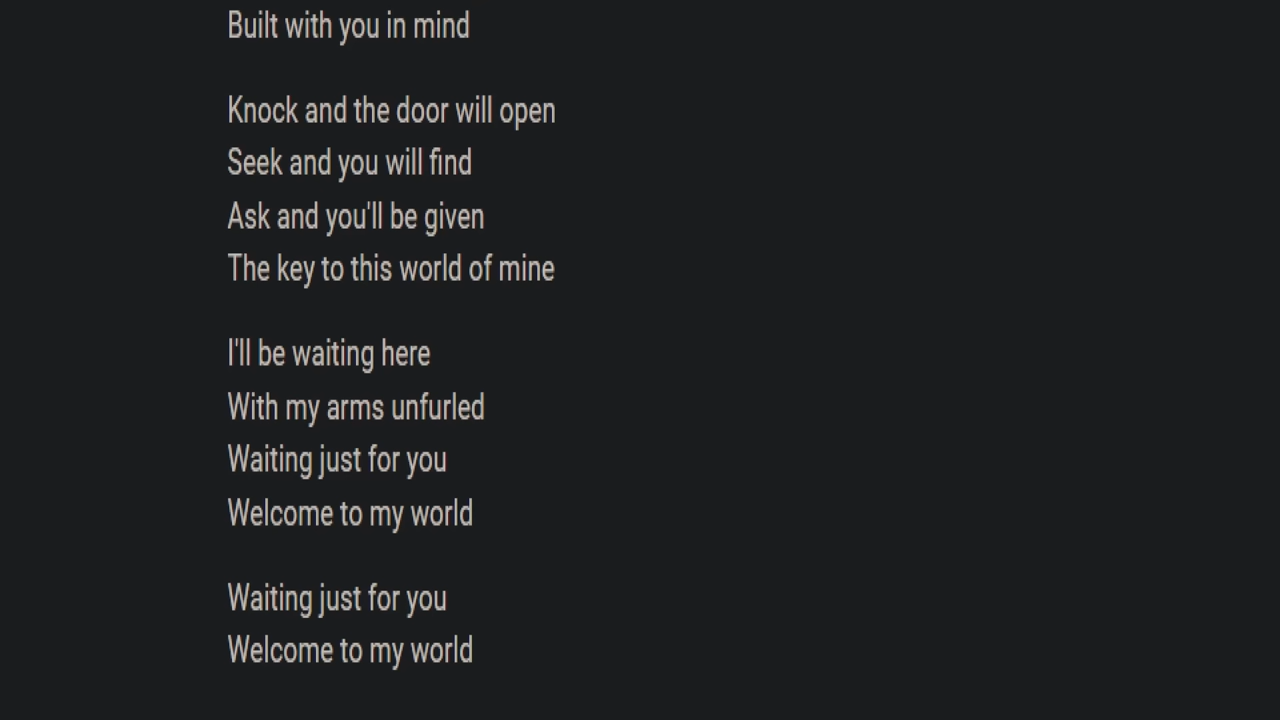 Built with you in mind
Knock and the door will open
Seek and you will find
Ask and you'll be given
The key to this world of mine
I'll be waiting here
With my arms unfurled
Waiting just for you
Welcome to my world
Waiting just for you
Welcome to my world